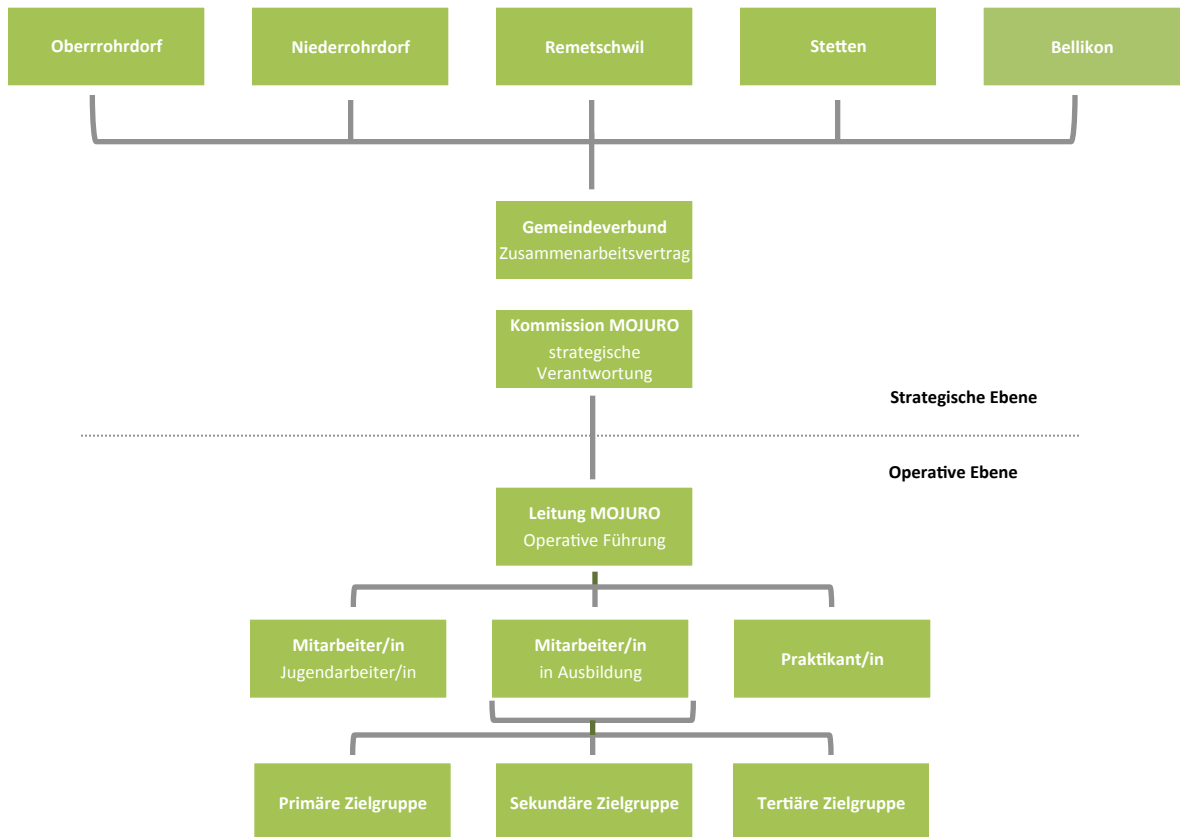 Oberrrohrdorf
Niederrohrdorf
Remetschwil
Stetten
Bellikon
Gemeindeverbund
Zusammenarbeitsvertrag
Kommission MOJURO
strategische
Verantwortung
Strategische Ebene
Operative Ebene
Leitung MOJURO
Operative Führung
Mitarbeiter/in
Jugendarbeiter/in
Mitarbeiter/in
in Ausbildung
Praktikant/in
Primäre Zielgruppe
Sekundäre Zielgruppe
Tertiäre Zielgruppe